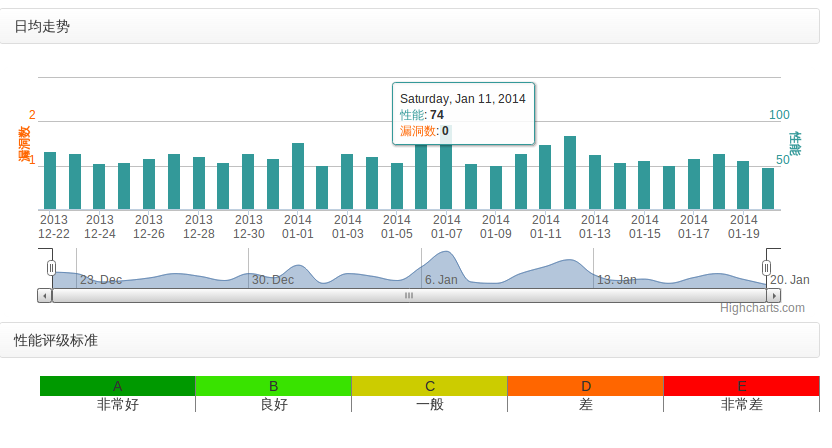 日均走势
Saturday, Jan 11, 2014
性能: 74
漏洞数: 0
2
1
漏洞数
100
50
性能
2013 2013 2013 2013 2013 2014 2014 2014 2014 2014 2014 2014 2014 2014 2014
12-22 12-24 12-26 12-28 12-30 01-01 01-03 01-05 01-07 01-09 01-11 01-13 01-15 01-17 01-19
23. Dec 30. Dec 6. Jan 13. Jan 20. Jan
Highcharts.com
性能评级标准
A B C D E
非常好 良好 一般 差 非常差